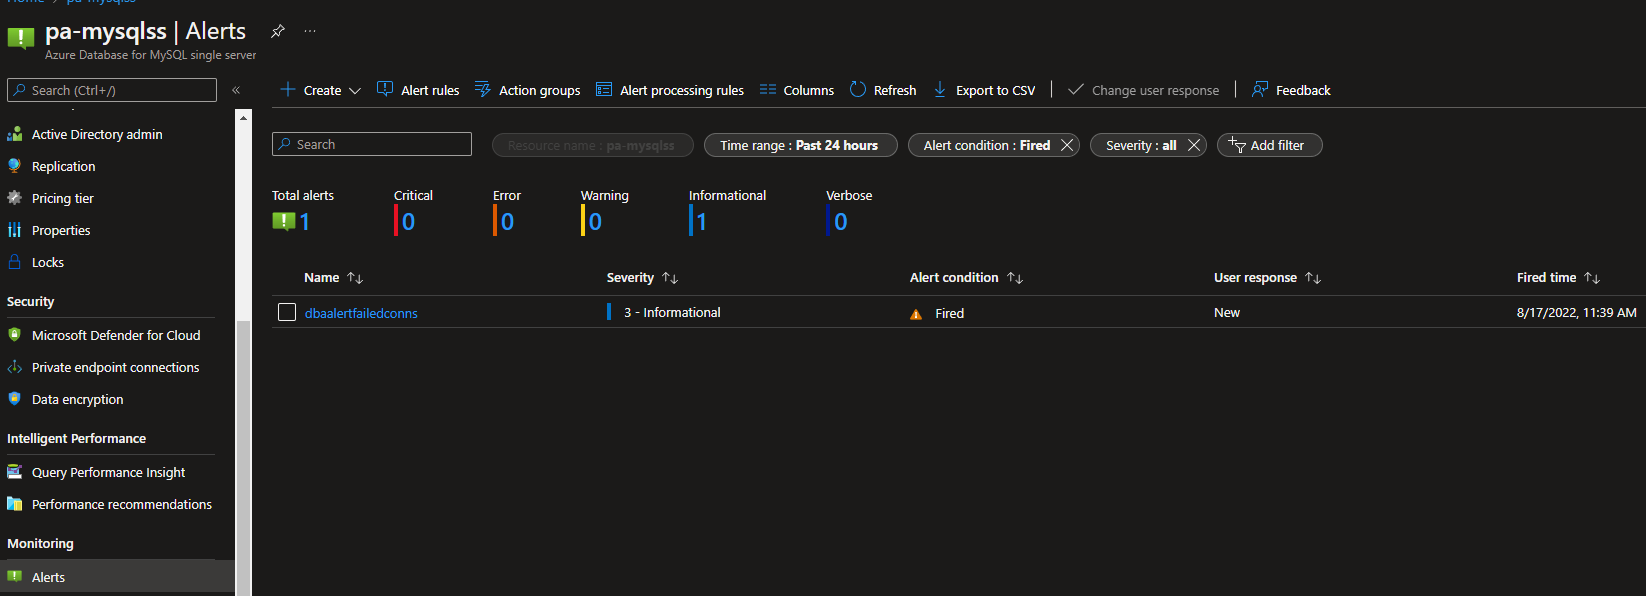 Home > pa-mysqlss
pa-mysqlss | Alerts
Azure Database for MySQL single server
Search (Ctrl+/)
Create
Alert rules
Action groups
Alert processing rules
Columns
Refresh
Export to CSV
Change user response
Feedback
Active Directory admin
Replication
Pricing tier
Properties
Locks
Security
Microsoft Defender for Cloud
Private endpoint connections
Data encryption
Intelligent Performance
Query Performance Insight
Performance recommendations
Monitoring
Alerts
Search
Resource name : pa-mysqlss
Time range : Past 24 hours
Alert condition : Fired
Severity : all
Add filter
Total alerts
1
Critical
0
Error
0
Warning
0
Informational
1
Verbose
0
Name
Severity
Alert condition
User response
Fired time
dbaalertfailedconns
3 - Informational
Fired
New
8/17/2022, 11:39 AM